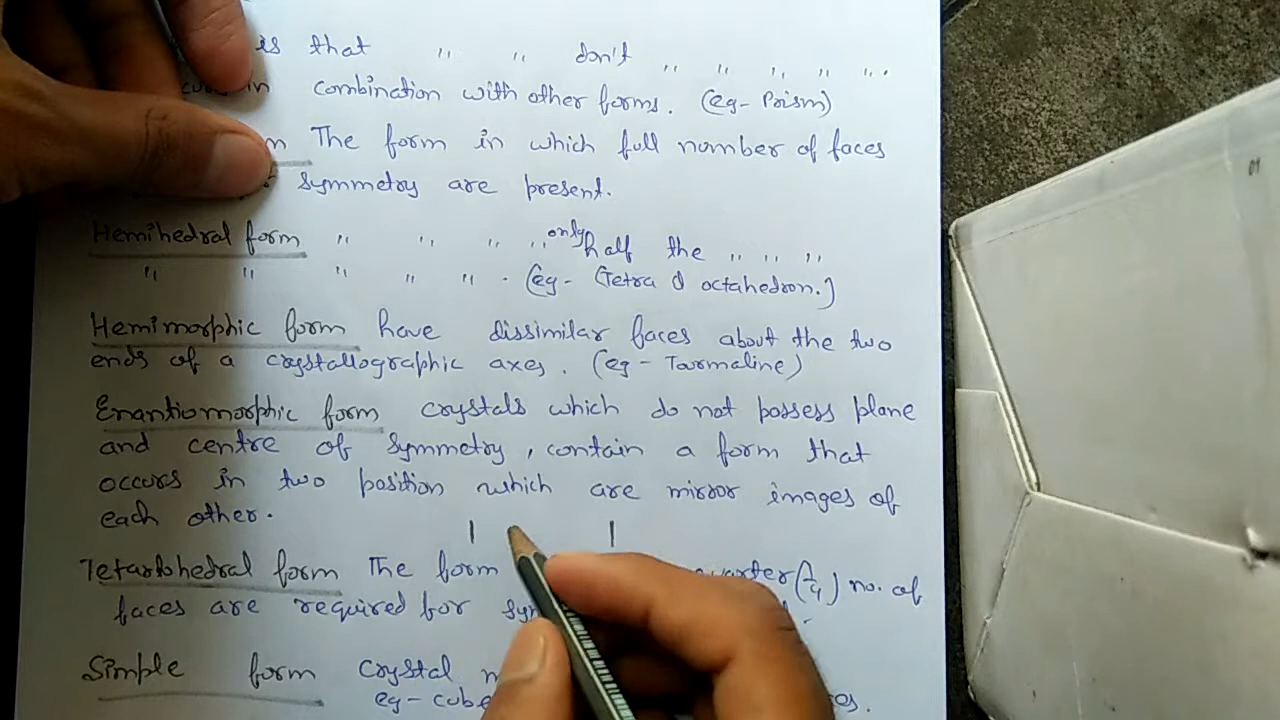 is that " " don't " " " " "
in combination with other forms. (eg- Prism)
The form in which full number of faces
symmetry are present.
Hemihedral form " " " " only half the " " "
" " " " " . (eg- (Tetra & octahedron.)
Hemimorphic form have dissimilar faces about the two
ends of a crystallographic axes. (eg- Tarmaline)
Enantiomorphic form crystals which do not possess plane
and centre of symmetry, contain a form that
occurs in two position which are mirror images of
each other.
Tetartohedral form The form quarter (1/4) no. of
faces are required for
Simple form crystal
eg- cube